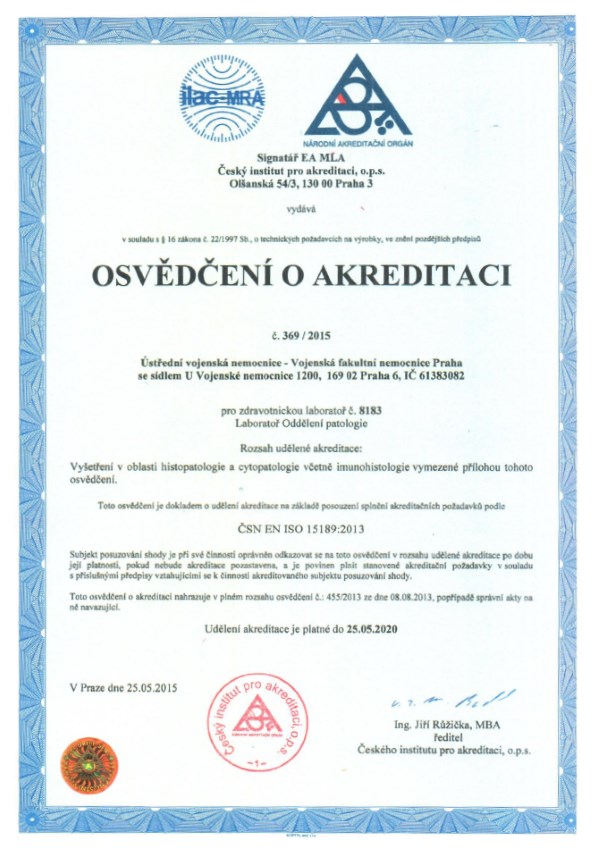 ilac-MRA
NÁRODNÍ AKREDITAČNÍ ORGÁN
Signatář EA MLA
Český institut pro akreditaci, o.p.s.
Olšanská 54/3, 130 00 Praha 3
vydává
v souladu s § 16 zákona č. 22/1997 Sb., o technických požadavcích na výrobky, ve znění pozdějších předpisů
OSVĚDČENÍ O AKREDITACI
č. 369 / 2015
Ústřední vojenská nemocnice - Vojenská fakultní nemocnice Praha
se sídlem U Vojenské nemocnice 1200, 169 02 Praha 6, IČ 61383082
pro zdravotnickou laboratoř č. 8183
Laboratoř Oddělení patologie
Rozsah udělené akreditace:
Vyšetření v oblasti histopatologie a cytopatologie včetně imunohistologie vymezené přílohou tohoto
osvědčení.
Toto osvědčení je dokladem o udělení akreditace na základě posouzení splnění akreditačních požadavků podle
ČSN EN ISO 15189:2013
Subjekt posuzování shody je při své činnosti oprávněn odkazovat se na toto osvědčení v rozsahu udělené akreditace po dobu
její platnosti, pokud nebude akreditace pozastavena, a je povinen plnit stanovené akreditační požadavky v souladu
s příslušnými předpisy vztahujícími se k činnosti akreditovaného subjektu posuzování shody.
Toto osvědčení o akreditaci nahrazuje v plném rozsahu osvědčení č.: 455/2013 ze dne 08.08.2013, popřípadě správní akty na
ně navazující.
Udělení akreditace je platné do 25.05.2020
V Praze dne 25.05.2015
Český institut pro akreditaci, o.p.s.
-1-
Ing. Jiří Růžička, MBA
ředitel
Českého institutu pro akreditaci, o.p.s.